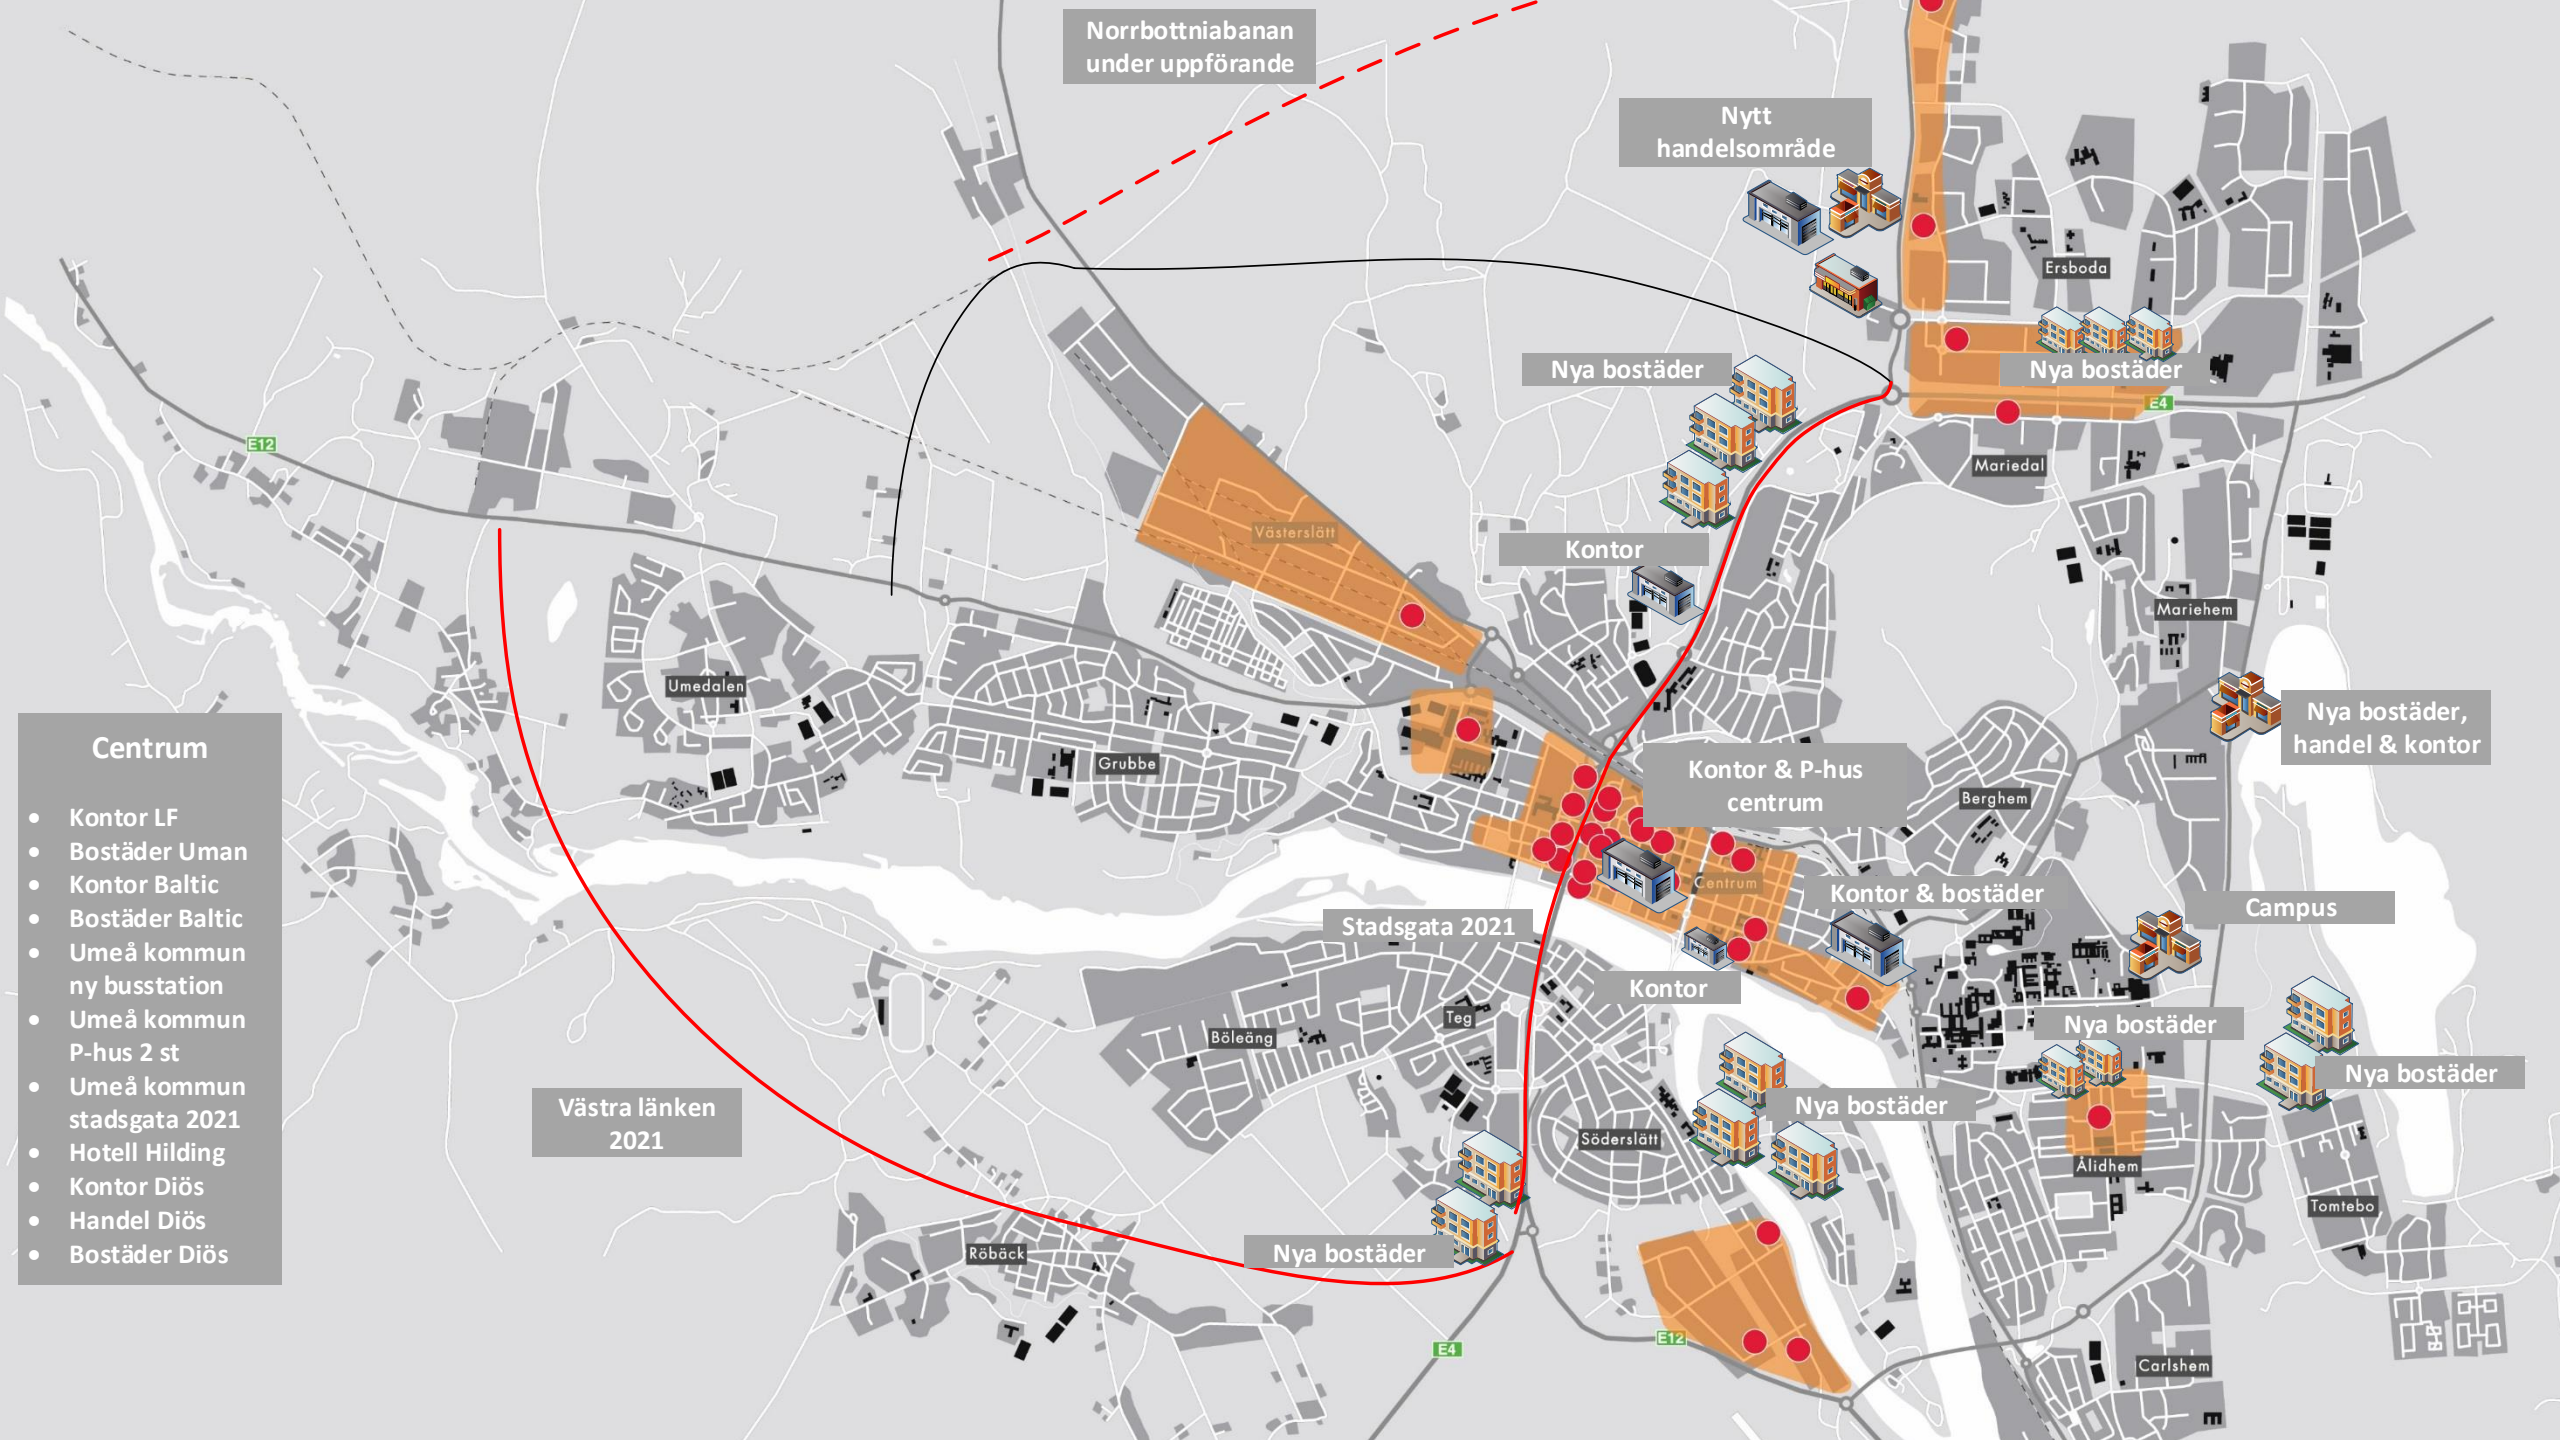 Norrbottniabanan
under uppförande
Nytt
handelsområde
Ersboda
Nya bostäder
Nya bostäder
E4
E12
Mariedal
Västerslätt
Kontor
Mariehem
Umedalen
Nya bostäder,
handel & kontor
Grubbe
Kontor & P-hus
centrum
Berghem
Centrum
Kontor LF
Bostäder Uman
Kontor Baltic
Bostäder Baltic
Umeå kommun
ny busstation
Umeå kommun
P-hus 2 st
Umeå kommun
stadsgata 2021
Hotell Hilding
Kontor Diös
Handel Diös
Bostäder Diös
Centrum
Kontor & bostäder
Campus
Stadsgata 2021
Kontor
Teg
Böleäng
Nya bostäder
Nya bostäder
Nya bostäder
Västra länken
2021
Söderslätt
Ålidhem
Tomtebo
Röbäck
Nya bostäder
E12
E4
Carlshem